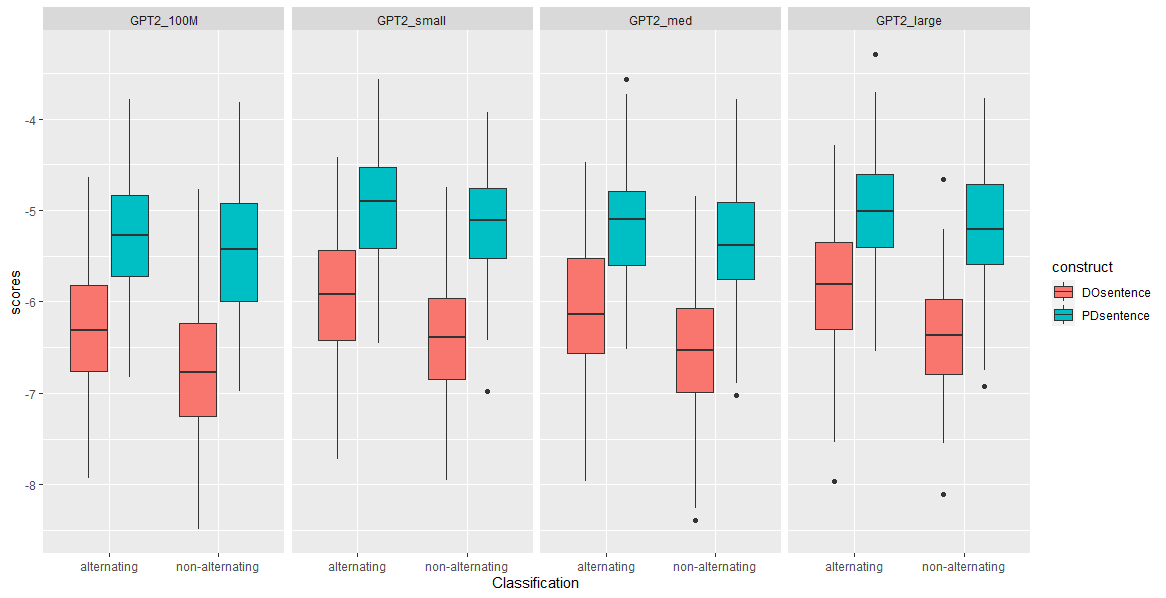 GPT2_100M GPT2_small GPT2_med GPT2_large
-4
-5
-6
-7
-8
scores
alternating non-alternating alternating non-alternating alternating non-alternating alternating non-alternating
Classification
construct
DOsentence
PDsentence